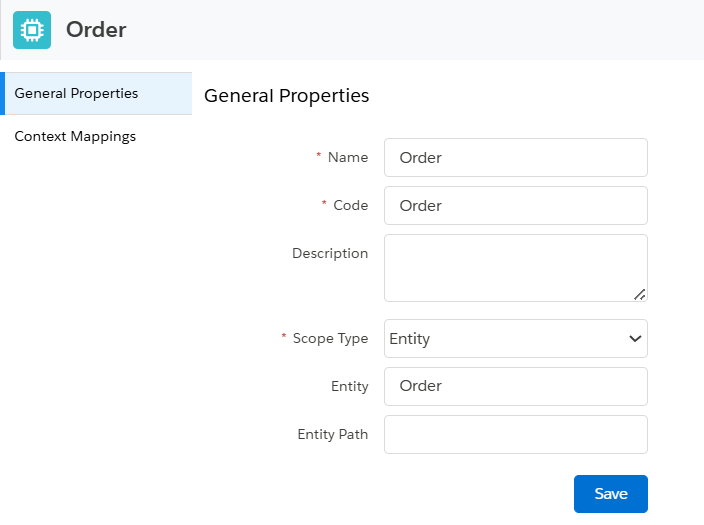 Order
General Properties
Context Mappings
General Properties
* Name
Order
* Code
Order
Description
* Scope Type
Entity
Entity
Order
Entity Path
Save